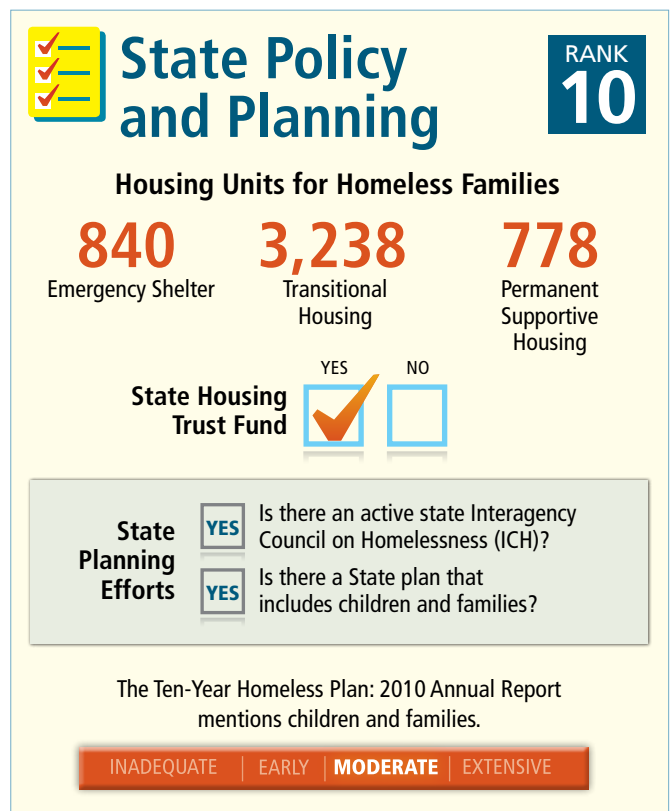 State Policy
and Planning
RANK
10
Housing Units for Homeless Families
840
Emergency Shelter
3,238
Transitional
Housing
778
Permanent
Supportive
Housing
State Housing
Trust Fund
YES
NO
State
Planning
Efforts
YES
Is there an active state Interagency
Council on Homelessness (ICH)?
YES
Is there a State plan that
includes children and families?
The Ten-Year Homeless Plan: 2010 Annual Report
mentions children and families.
INADEQUATE | EARLY | MODERATE | EXTENSIVE